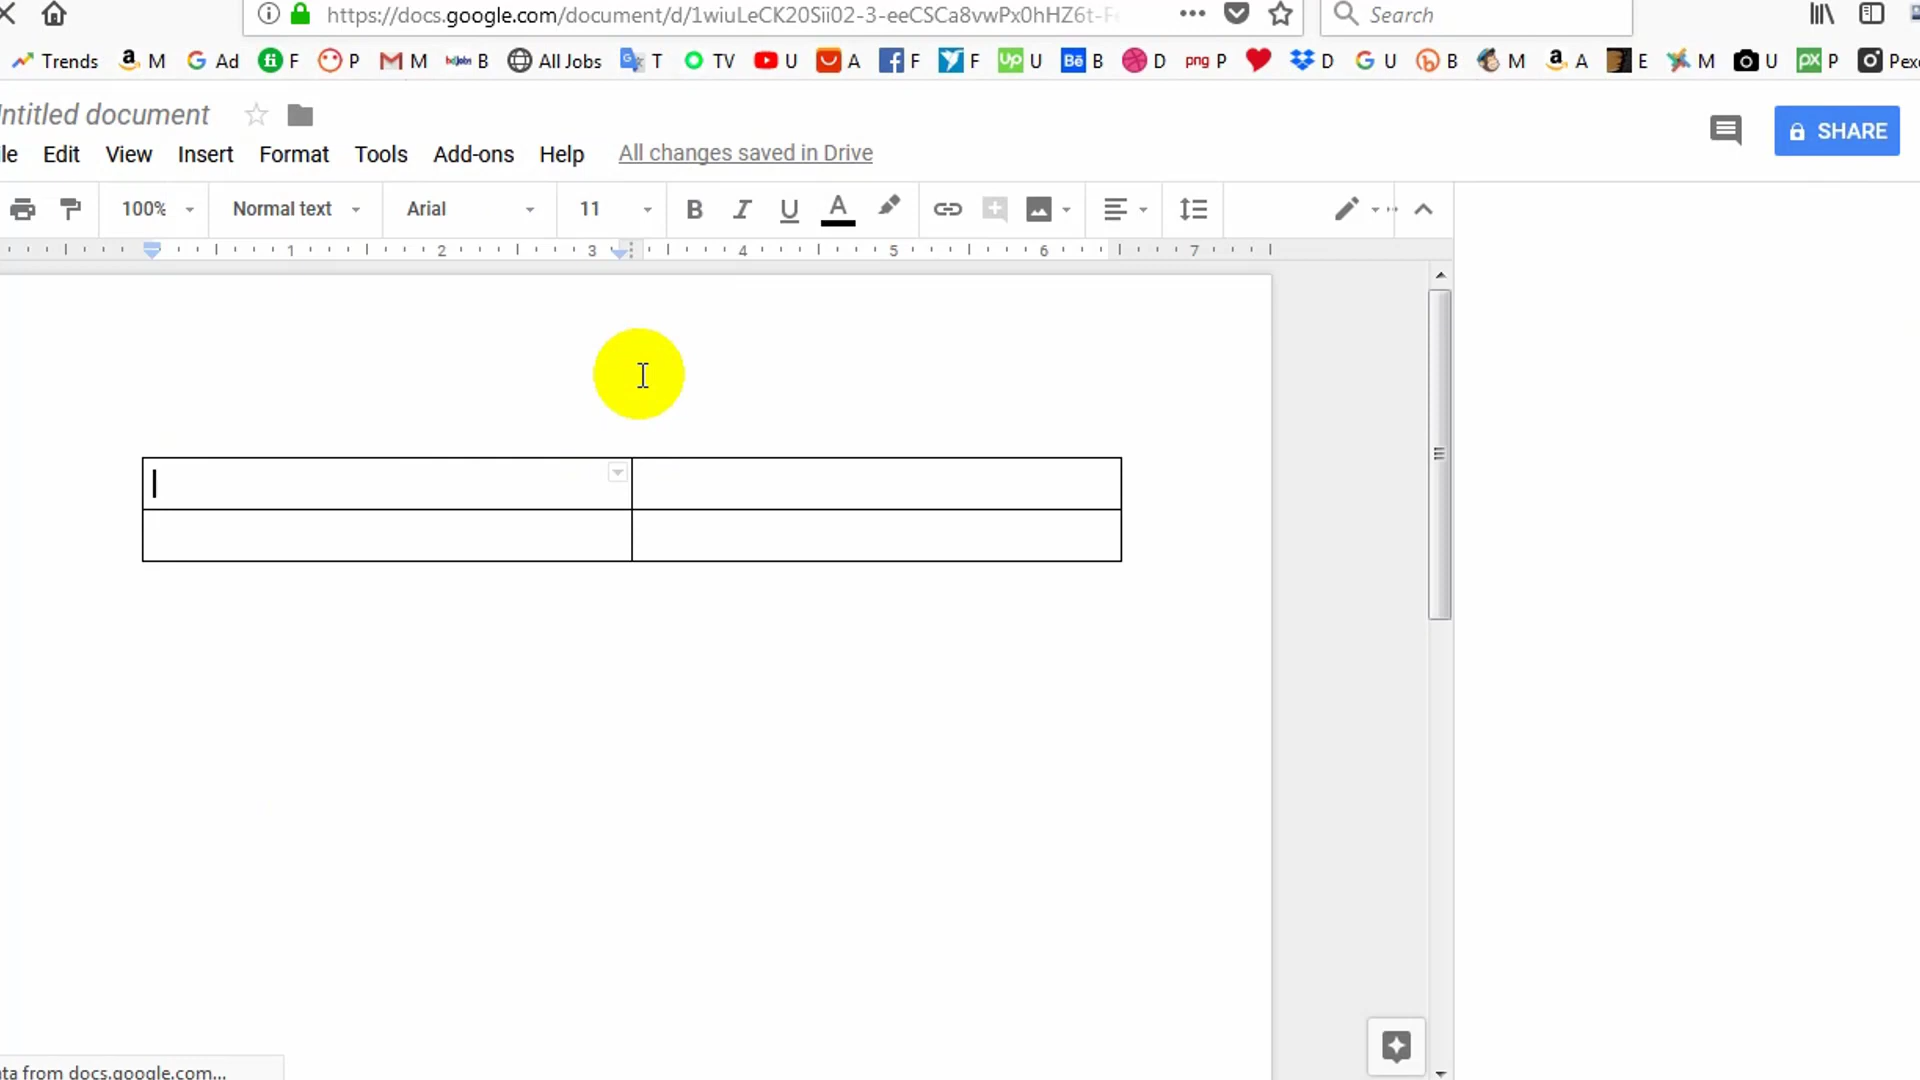 https://docs.google.com/document/d/1wiuLeCK20Sii02-3-eeCSCa8vwPx0hHZ6t-F
Search
Trends M Ad F P M B All Jobs T TV U A F F U B D png P D U B M A E M U P Pexe
ntitled document
le Edit View Insert Format Tools Add-ons Help All changes saved in Drive
SHARE
100% Normal text Arial 11 B I U A
1 2 3 4 5 6 7
ta from docs.google.com...